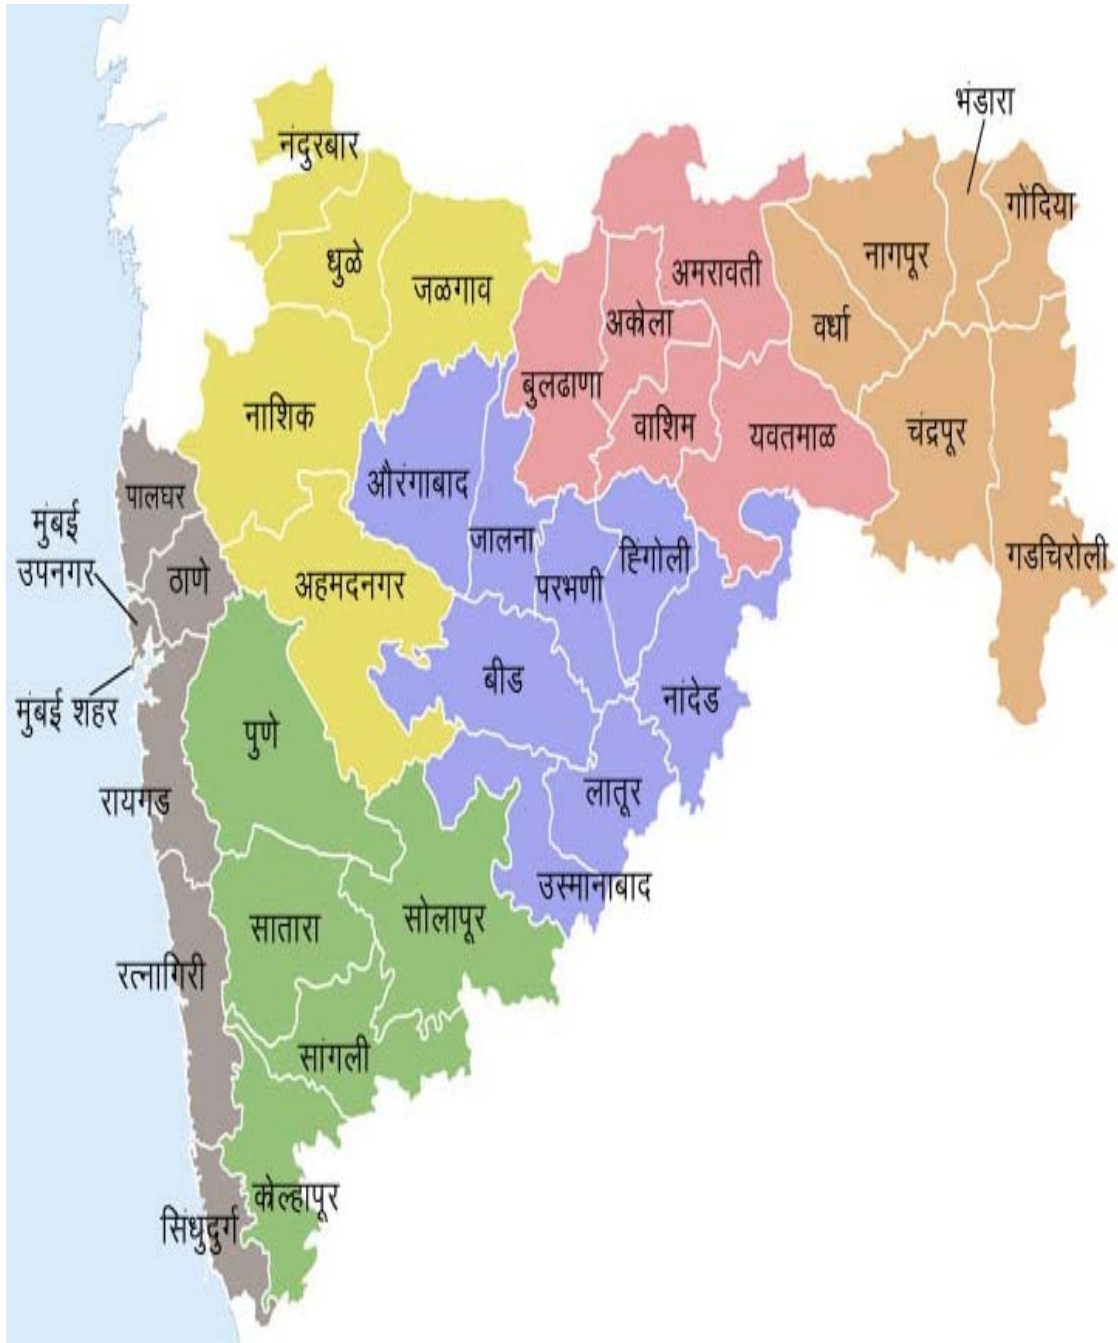 भंडारा
नंदुरबार
गोंदिया
धुळे
जळगाव
अमरावती
नागपूर
अकोला
वर्धा
बुलढाणा
नाशिक
वाशिम
यवतमाळ
चंद्रपूर
औरंगाबाद
पालघर
मुंबई
उपनगर
जालना
हिंगोली
गडचिरोली
ठाणे
अहमदनगर
परभणी
बीड
नांदेड
मुंबई शहर
पुणे
लातूर
रायगड
उस्मानाबाद
सातारा
सोलापूर
रत्नागिरी
सांगली
कोल्हापूर
सिंधुदुर्ग